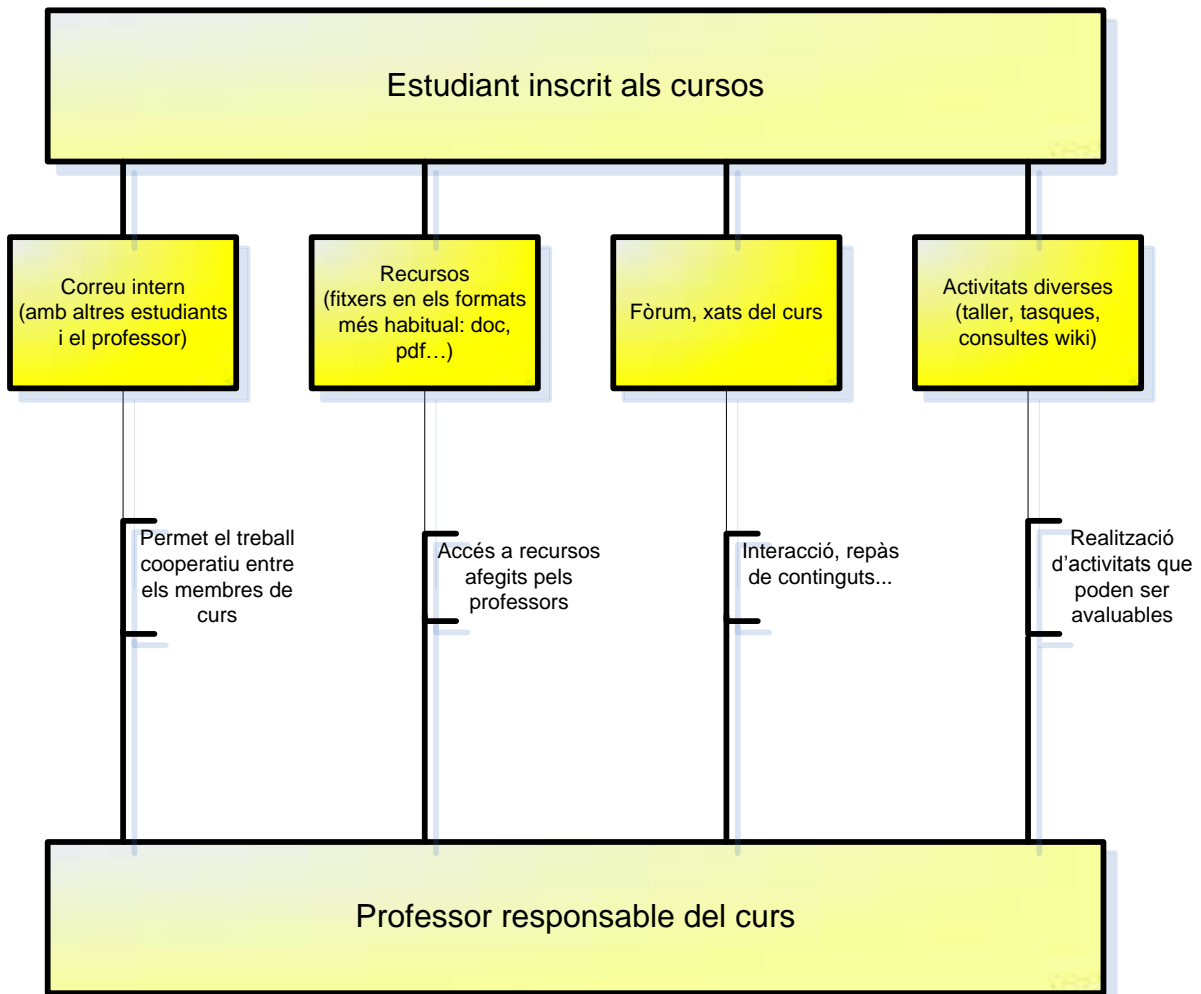 Estudiant inscrit als cursos
Correu intern
(amb altres estudiants
i el professor)
Recursos
(fitxers en els formats
més habitual: doc,
pdf…)
Fòrum, xats del curs
Activitats diverses
(taller, tasques,
consultes wiki)
Permet el treball
cooperatiu entre
els membres de
curs
Accés a recursos
afegits pels
professors
Interacció, repàs
de continguts...
Realització
d’activitats que
poden ser
avaluables
Professor responsable del curs